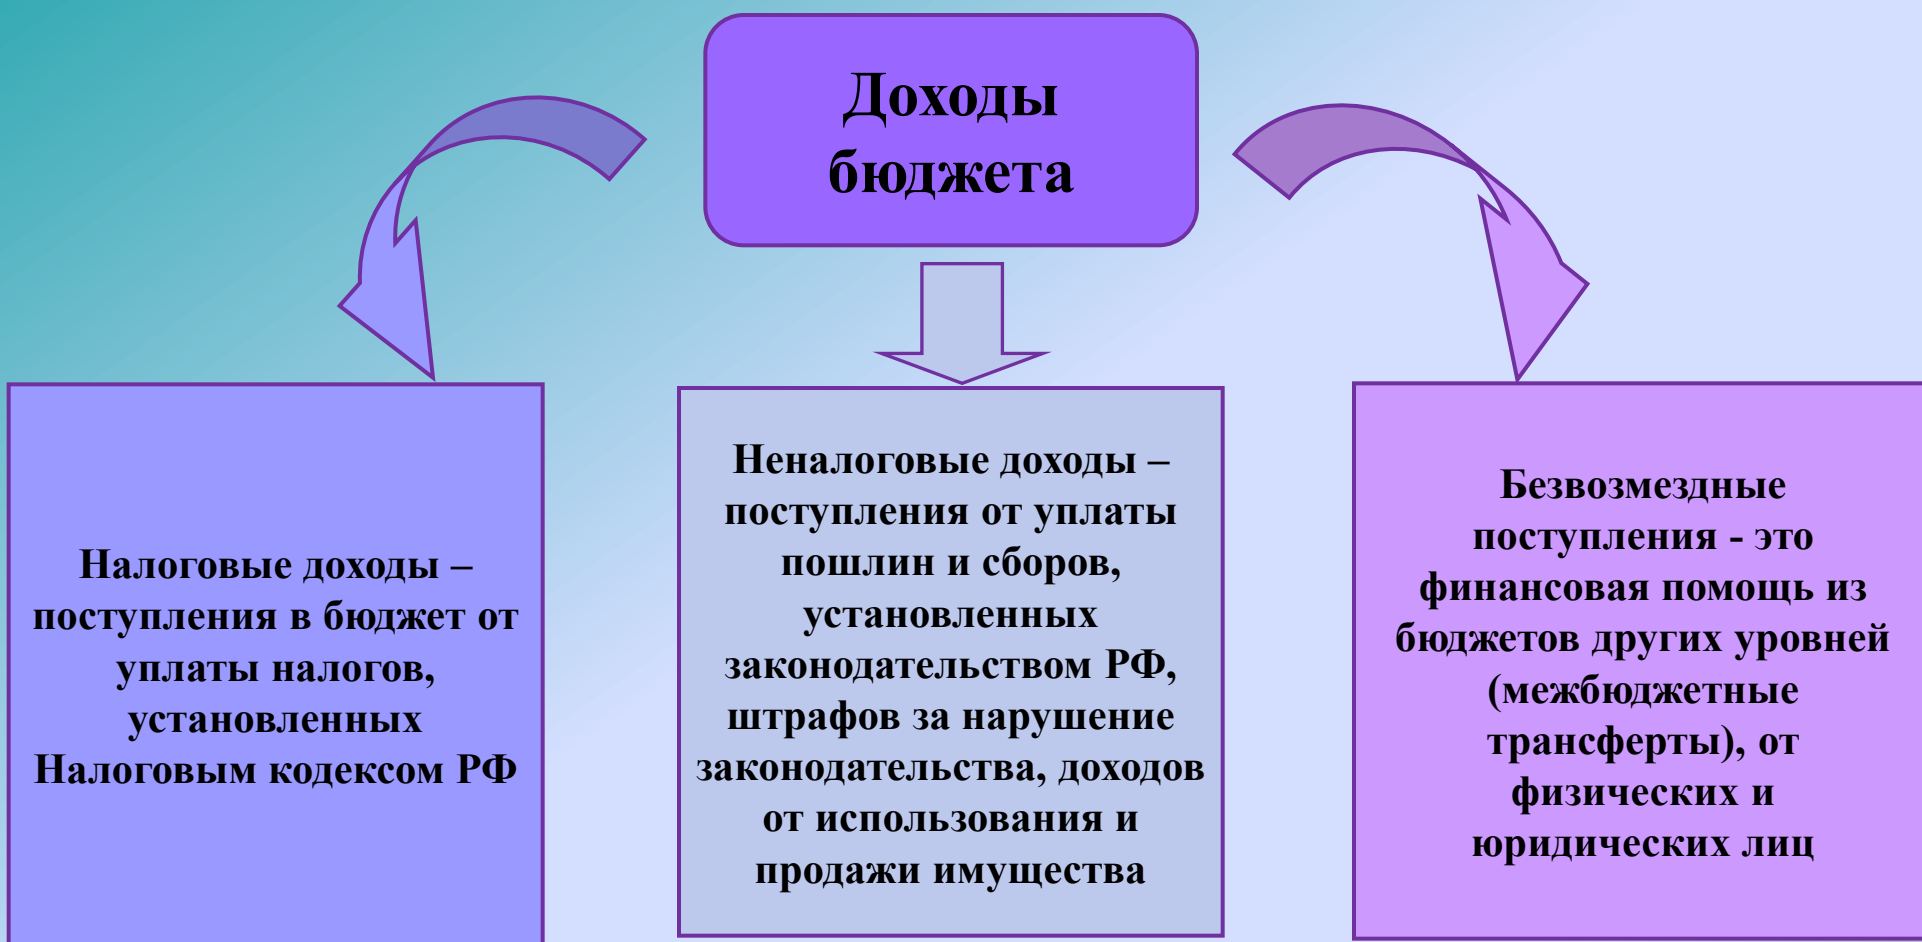 Доходы
бюджета
Налоговые доходы –
поступления в бюджет от
уплаты налогов,
установленных
Налоговым кодексом РФ
Неналоговые доходы –
поступления от уплаты
пошлин и сборов,
установленных
законодательством РФ,
штрафов за нарушение
законодательства, доходов
от использования и
продажи имущества
Безвозмездные
поступления - это
финансовая помощь из
бюджетов других уровней
(межбюджетные
трансферты), от
физических и
юридических лиц